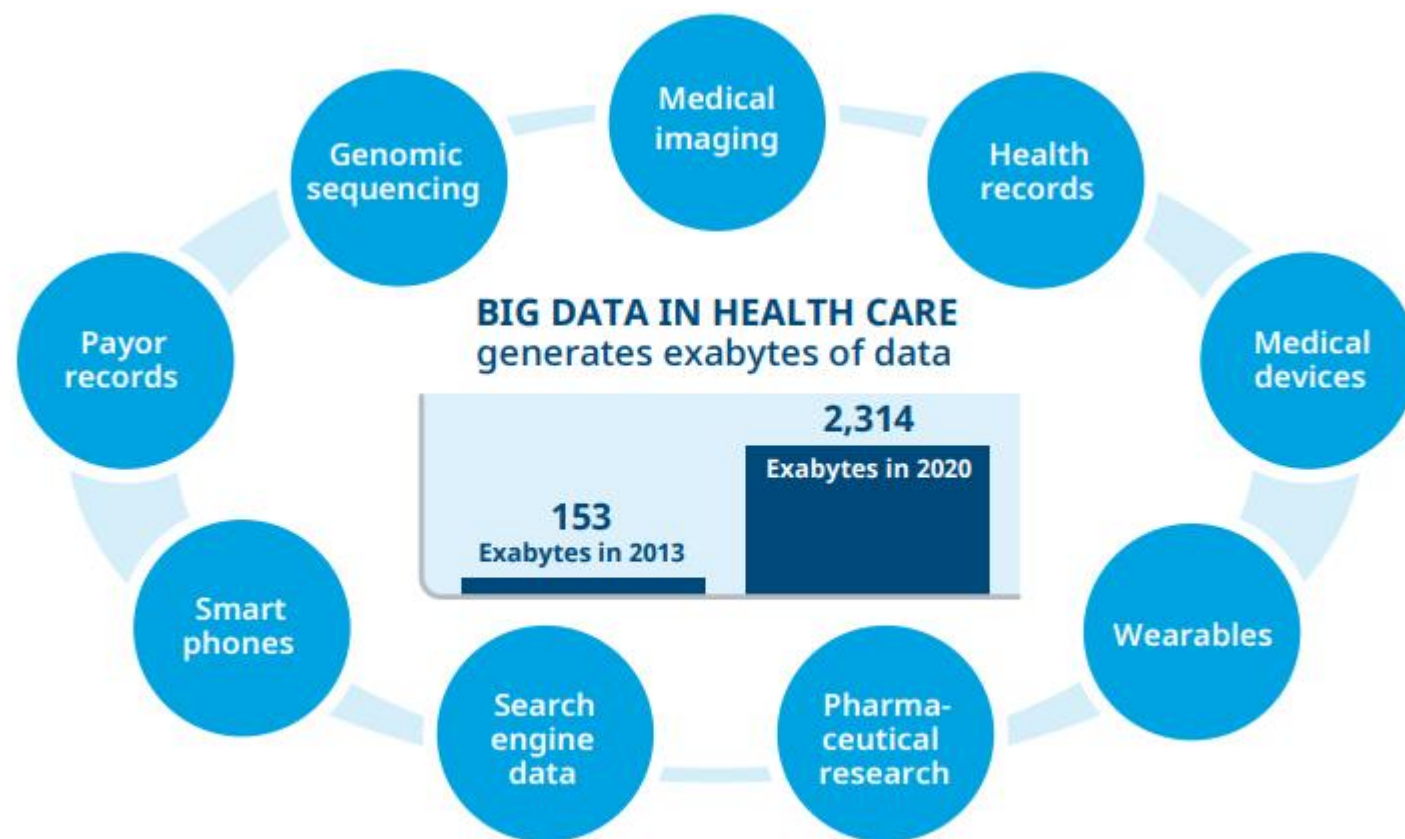 Medical
imaging
Genomic
sequencing
Health
records
Payor
records
Medical
devices
BIG DATA IN HEALTH CARE
generates exabytes of data
2,314
Exabytes in 2020
153
Exabytes in 2013
Smart
phones
Wearables
Search
engine
data
Pharma-
ceutical
research